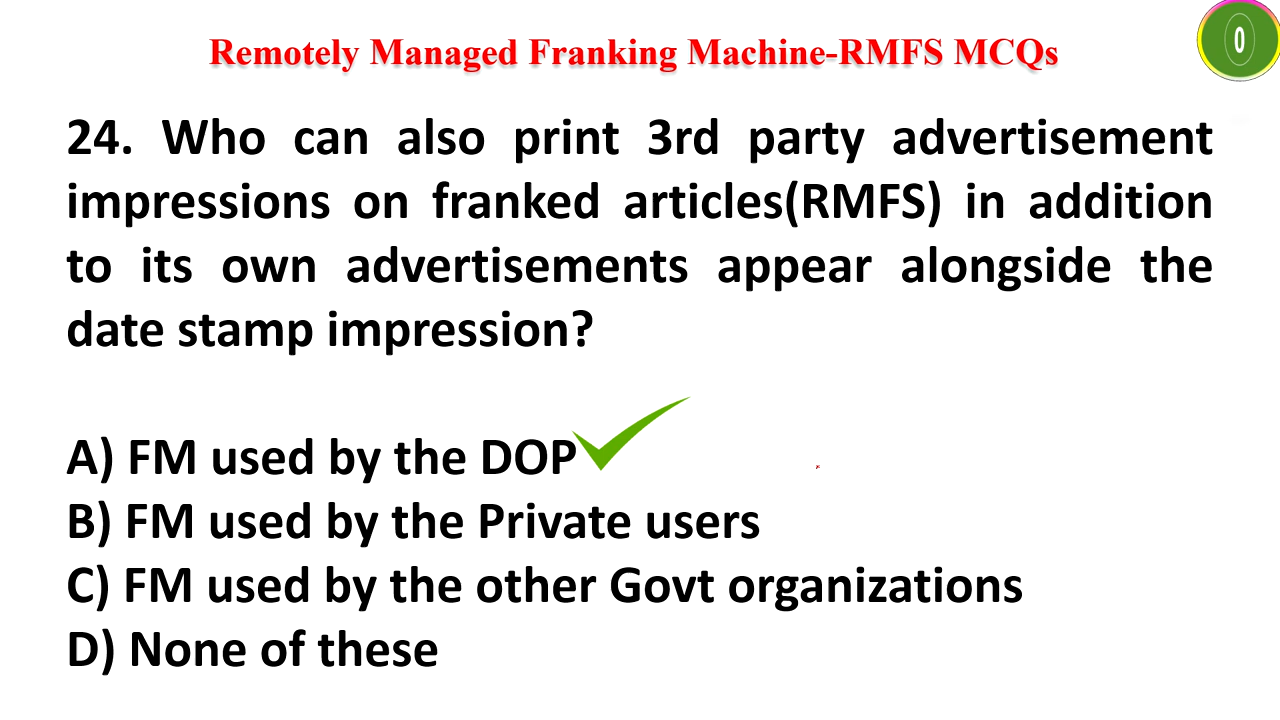 Remotely Managed Franking Machine-RMFS MCQs
0
24. Who can also print 3rd party advertisement
impressions on franked articles(RMFS) in addition
to its own advertisements appear alongside the
date stamp impression?
A) FM used by the DOP
B) FM used by the Private users
C) FM used by the other Govt organizations
D) None of these